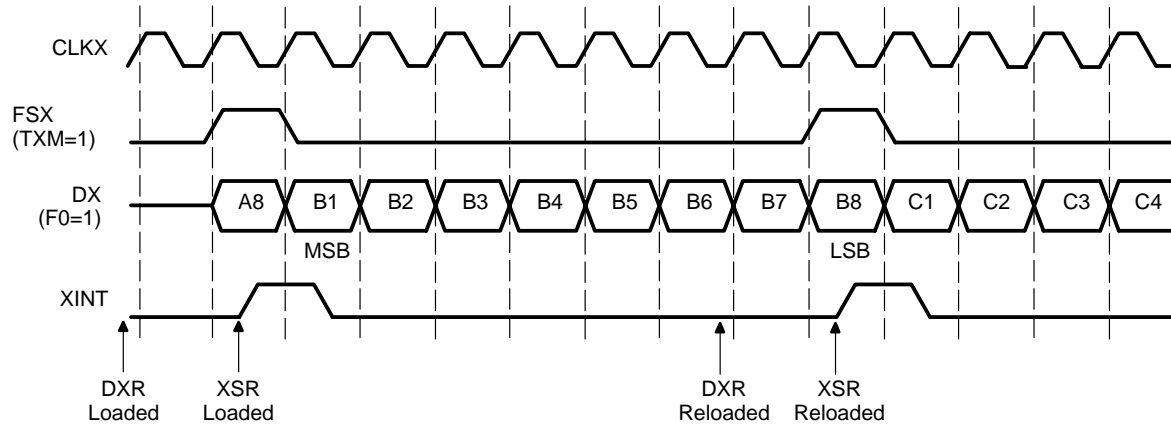 CLKX
FSX
(TXM=1)
DX
(F0=1)
A8 B1 B2 B3 B4 B5 B6 B7 B8 C1 C2 C3 C4
MSB LSB
XINT
DXR XSR DXR XSR
Loaded Loaded Reloaded Reloaded